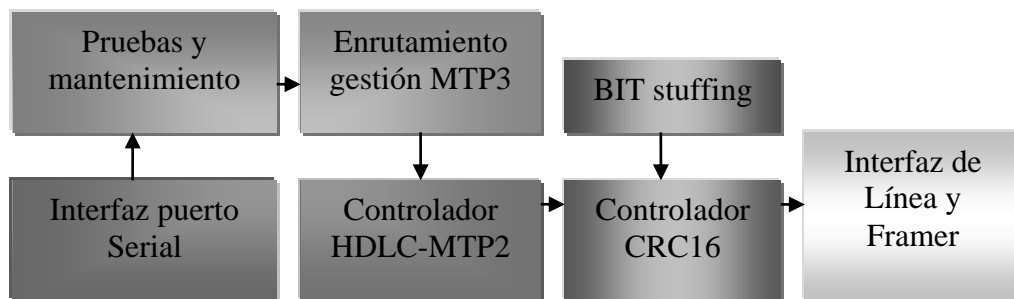 Pruebas y
mantenimiento
Enrutamiento
gestión MTP3
BIT stuffing
Interfaz puerto
Serial
Controlador
HDLC-MTP2
Controlador
CRC16
Interfaz de
Línea y
Framer